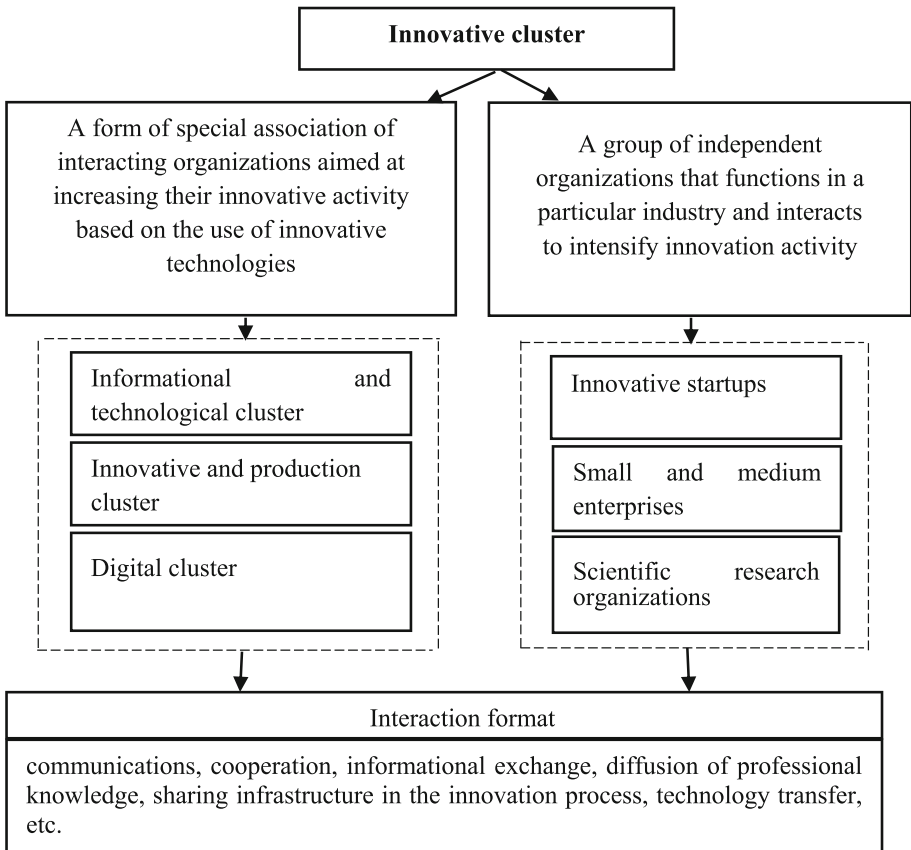 Innovative cluster
A form of special association of
interacting organizations aimed at
increasing their innovative activity
based on the use of innovative
technologies
A group of independent
organizations that functions in a
particular industry and interacts
to intensify innovation activity
Informational and
technological cluster
Innovative and production
cluster
Digital cluster
Innovative startups
Small and medium
enterprises
Scientific research
organizations
Interaction format
communications, cooperation, informational exchange, diffusion of professional
knowledge, sharing infrastructure in the innovation process, technology transfer,
etc.